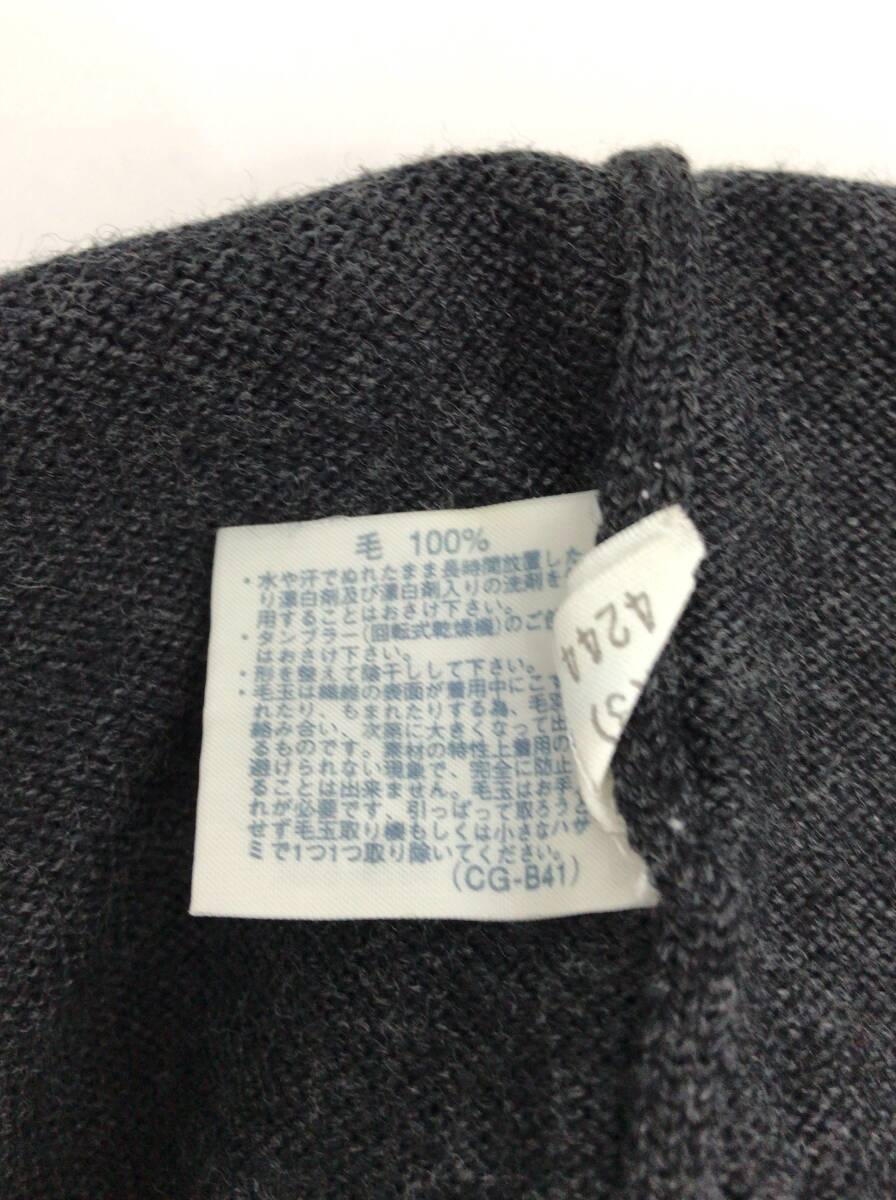 毛 100%
・水や汗でぬれたまま長時間放置した
り漂白剤及び漂白剤入りの洗剤を
用することはおさけ下さい。
・タンブラー(回転式乾燥機)のご
はおさけ下さい。
・形を整えて陰干しして下さい。
・毛玉は繊維の表面が着用中にこす
れたり、もまれたりする為、毛羽
絡み合い、次第に大きくなって出
るものです。素材の特性上着用の
避けられない現象で、完全に防止
ることは出来ません。毛玉はお手
れが必要です、引っぱって取ろうと
せず毛玉取り機もしくは小さなハサ
ミで1つ1つ取り除いてください。
(CG-B41)
4244
(3)